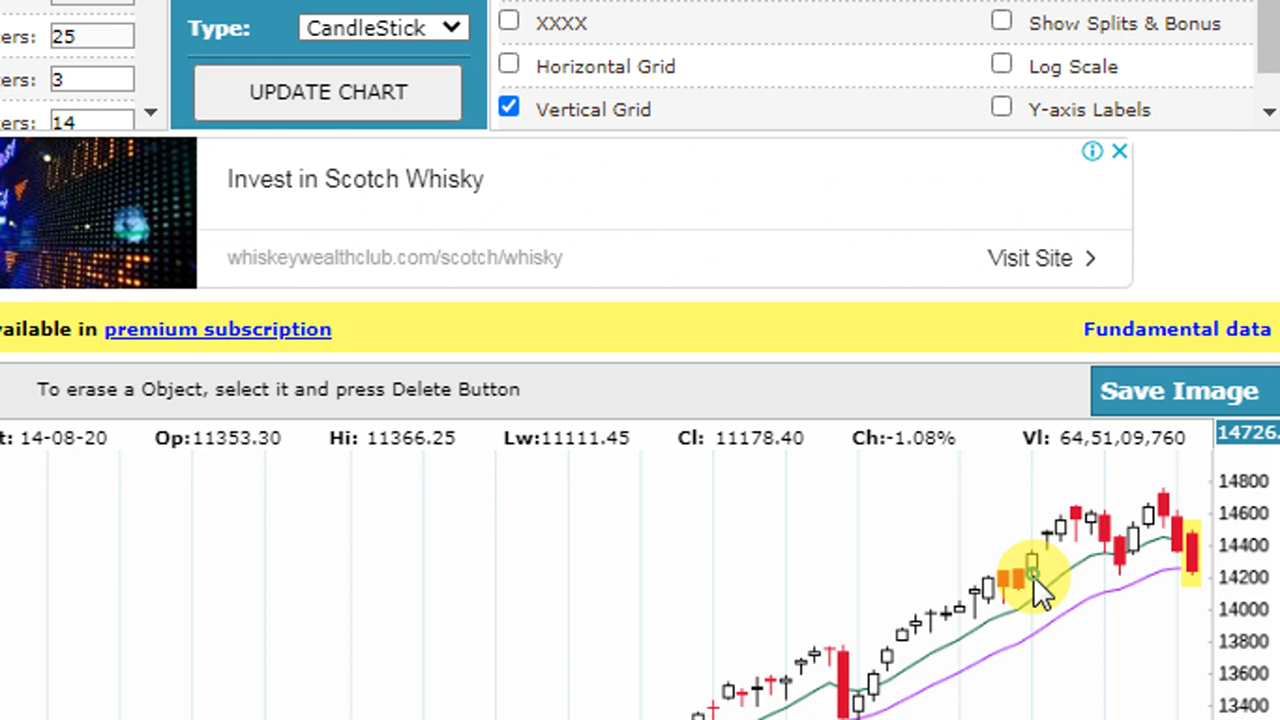 ers: 25
ers: 3
ers: 14
Type: CandleStick
UPDATE CHART
XXXX
Show Splits & Bonus
Horizontal Grid
Log Scale
Vertical Grid
Y-axis Labels
Invest in Scotch Whisky
whiskeywealthclub.com/scotch/whisky
Visit Site
vailable in premium subscription
Fundamental data
To erase a Object, select it and press Delete Button
Save Image
t: 14-08-20 Op:11353.30 Hi: 11366.25 Lw:11111.45 Cl: 11178.40 Ch:-1.08% Vl: 64,51,09,760
14726.
14800
14600
14400
14200
14000
13800
13600
13400